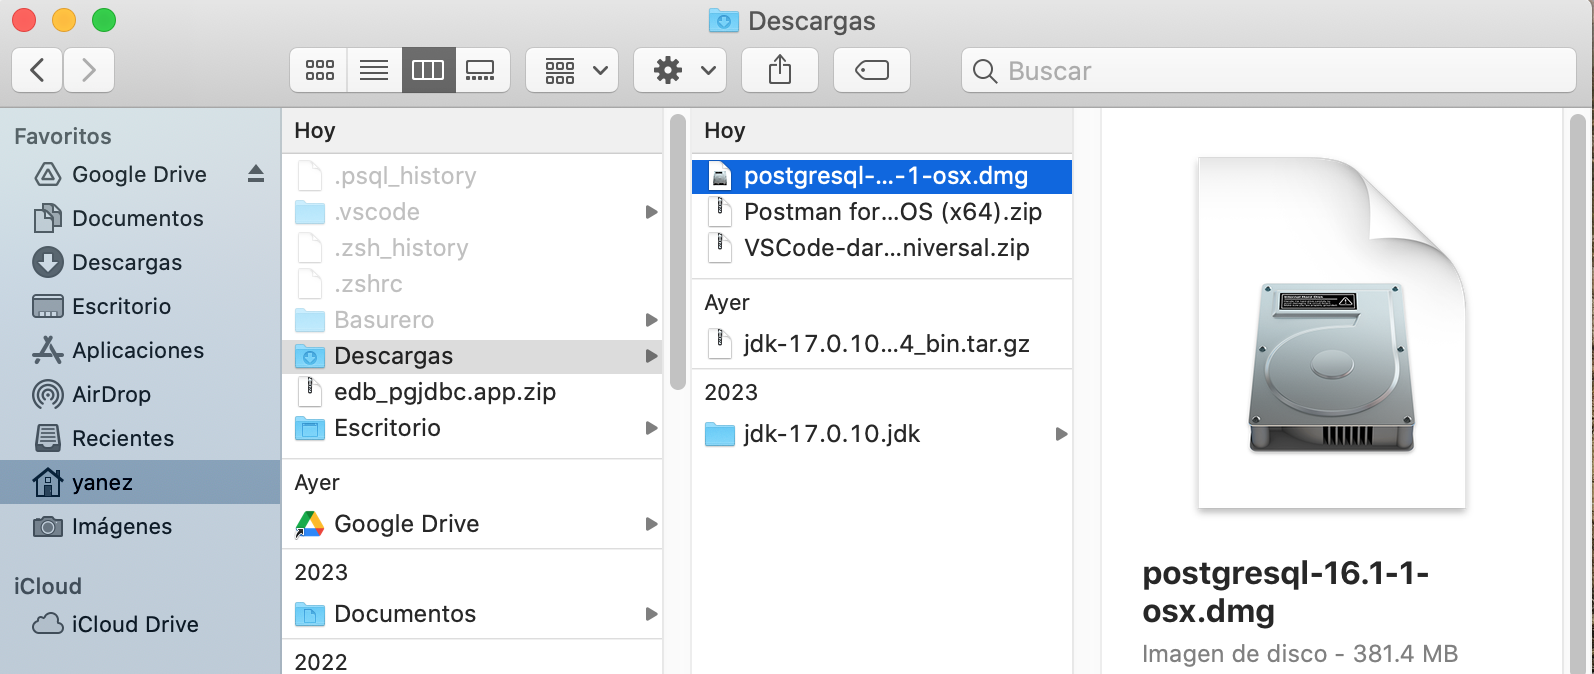 Descargas
Buscar
Favoritos
Google Drive
Documentos
Descargas
Escritorio
Aplicaciones
AirDrop
Recientes
yanez
Imágenes
iCloud
iCloud Drive
Hoy
.psql_history
.vscode
.zsh_history
.zshrc
Basurero
Descargas
edb_pgjdbc.app.zip
Escritorio
Ayer
Google Drive
2023
Documentos
2022
Hoy
postgresql-...-1-osx.dmg
Postman for...OS (x64).zip
VSCode-dar...niversal.zip
Ayer
jdk-17.0.10...4_bin.tar.gz
2023
jdk-17.0.10.jdk
postgresql-16.1-1-
osx.dmg
Imagen de disco - 381.4 MB